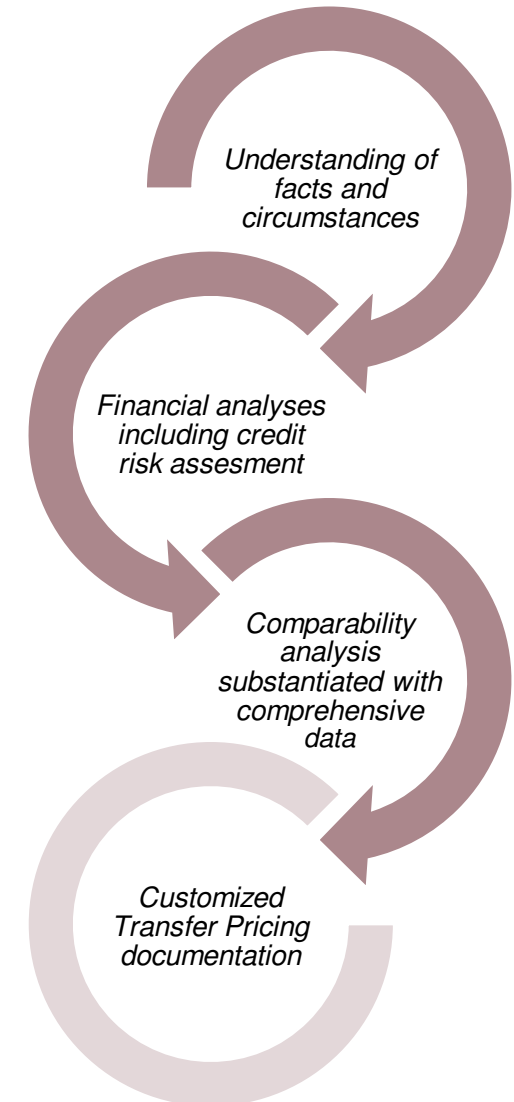 Understanding of
facts and
circumstances
Financial analyses
including credit
risk assesment
Comparability
analysis
substantiated with
comprehensive
data
Customized
Transfer Pricing
documentation